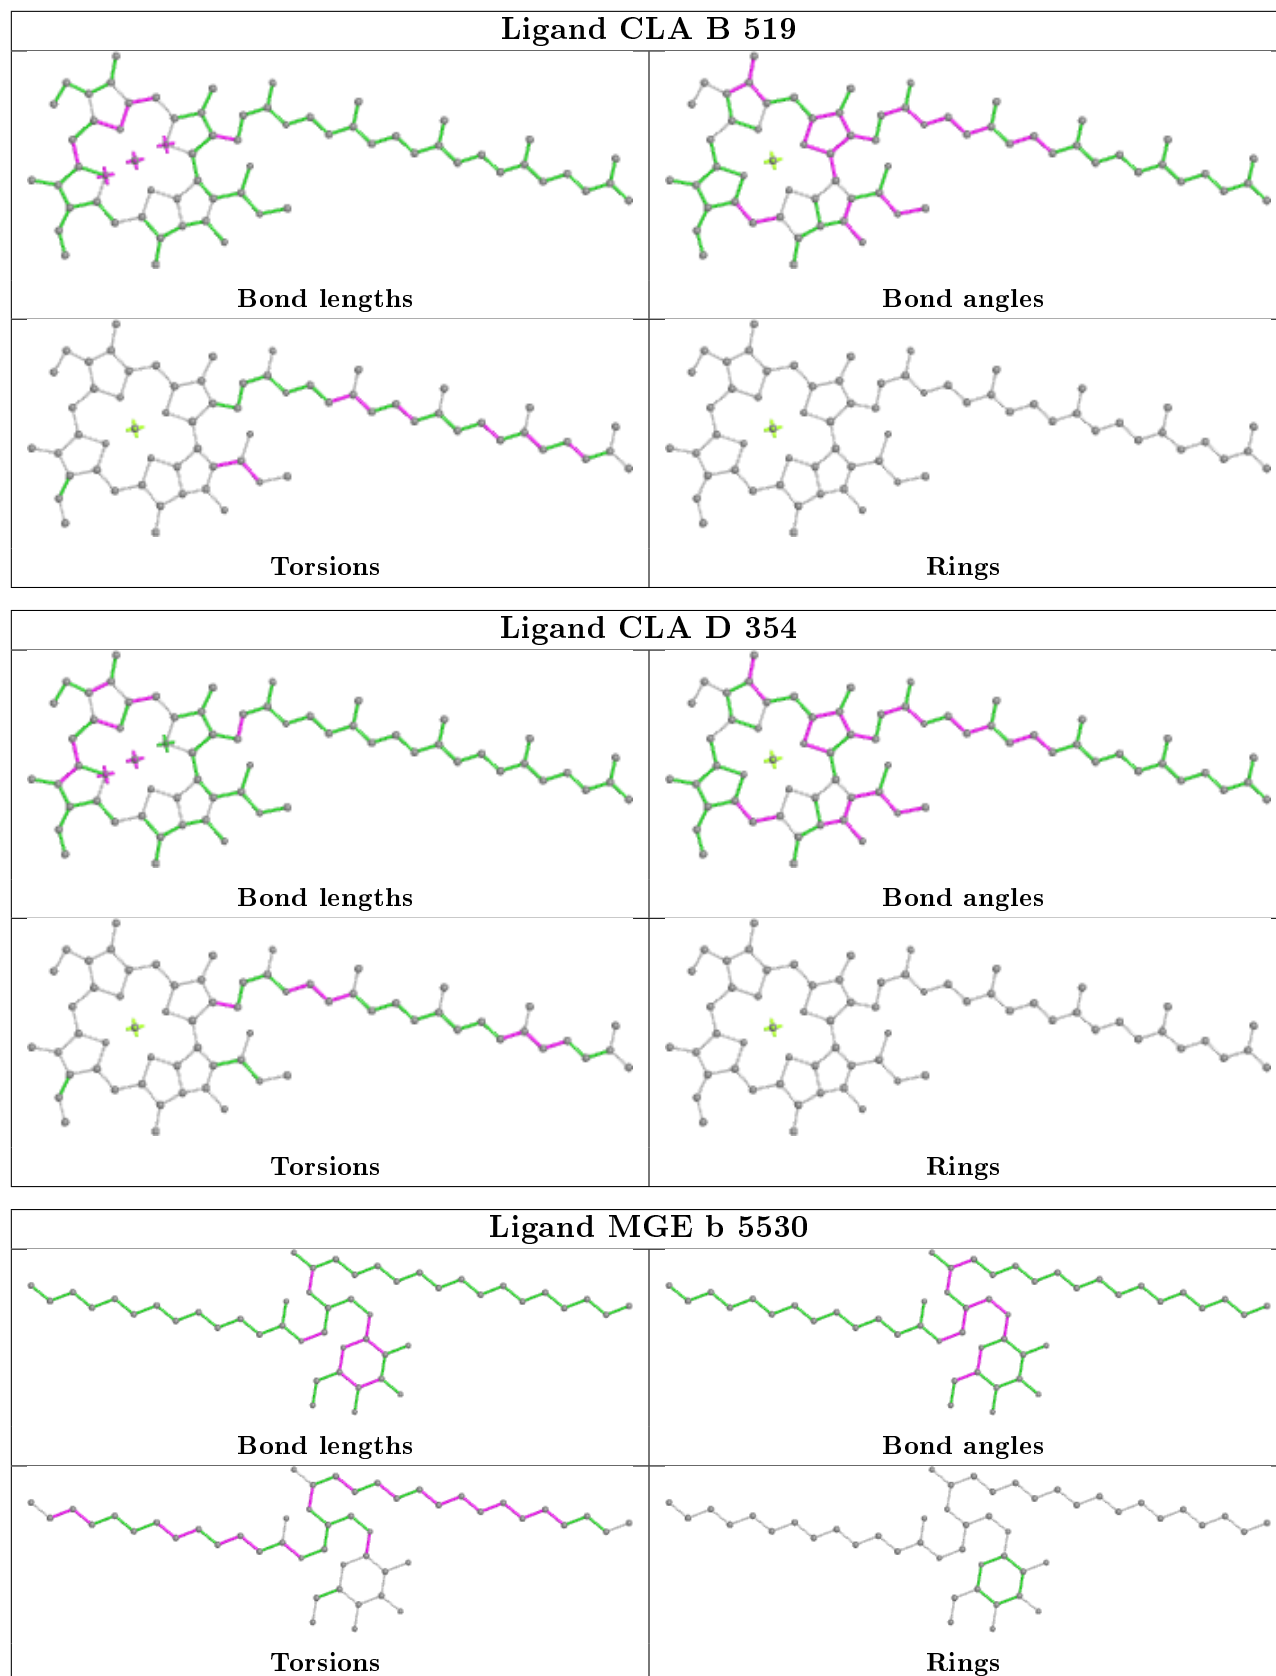 Ligand CLA B 519
Bond lengths
Bond angles
Torsions
Rings
Ligand CLA D 354
Bond lengths
Bond angles
Torsions
Rings
Ligand MGE b 5530
Bond lengths
Bond angles
Torsions
Rings